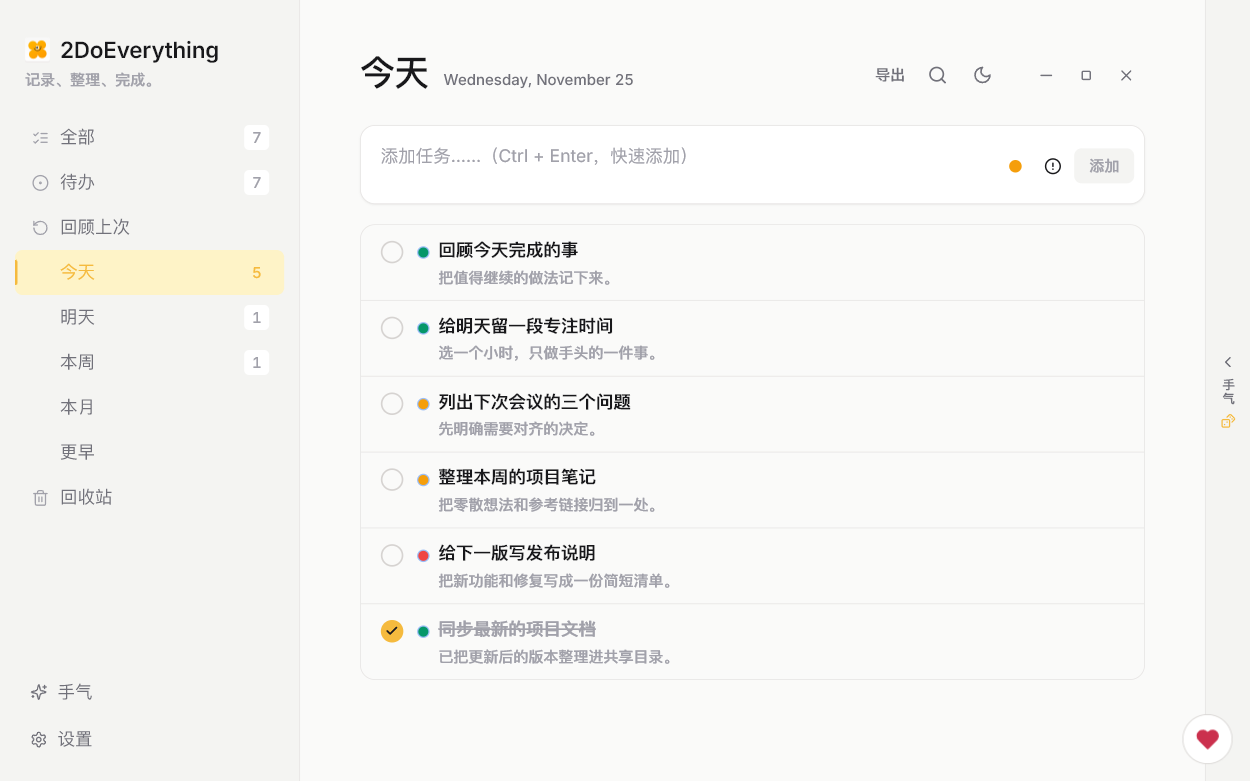 2DoEverything
记录、整理、完成。
全部 7
待办 7
回顾上次
今天 5
明天 1
本周 1
本月
更早
回收站
手气
设置
今天 Wednesday, November 25
导出
添加任务……（Ctrl + Enter，快速添加）
添加
回顾今天完成的事
把值得继续的做法记下来。
给明天留一段专注时间
选一个小时，只做手头的一件事。
列出下次会议的三个问题
先明确需要对齐的决定。
整理本周的项目笔记
把零散想法和参考链接归到一处。
给下一版写发布说明
把新功能和修复写成一份简短清单。
同步最新的项目文档
已把更新后的版本整理进共享目录。
手气